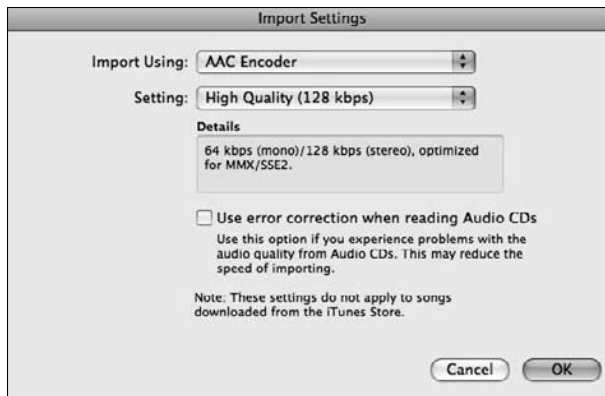 Import Settings
Import Using: AAC Encoder
Setting: High Quality (128 kbps)
Details
64 kbps (mono)/128 kbps (stereo), optimized
for MMX/SSE2.
Use error correction when reading Audio CDs
Use this option if you experience problems with the
audio quality from Audio CDs. This may reduce the
speed of importing.
Note: These settings do not apply to songs
downloaded from the iTunes Store.
Cancel OK